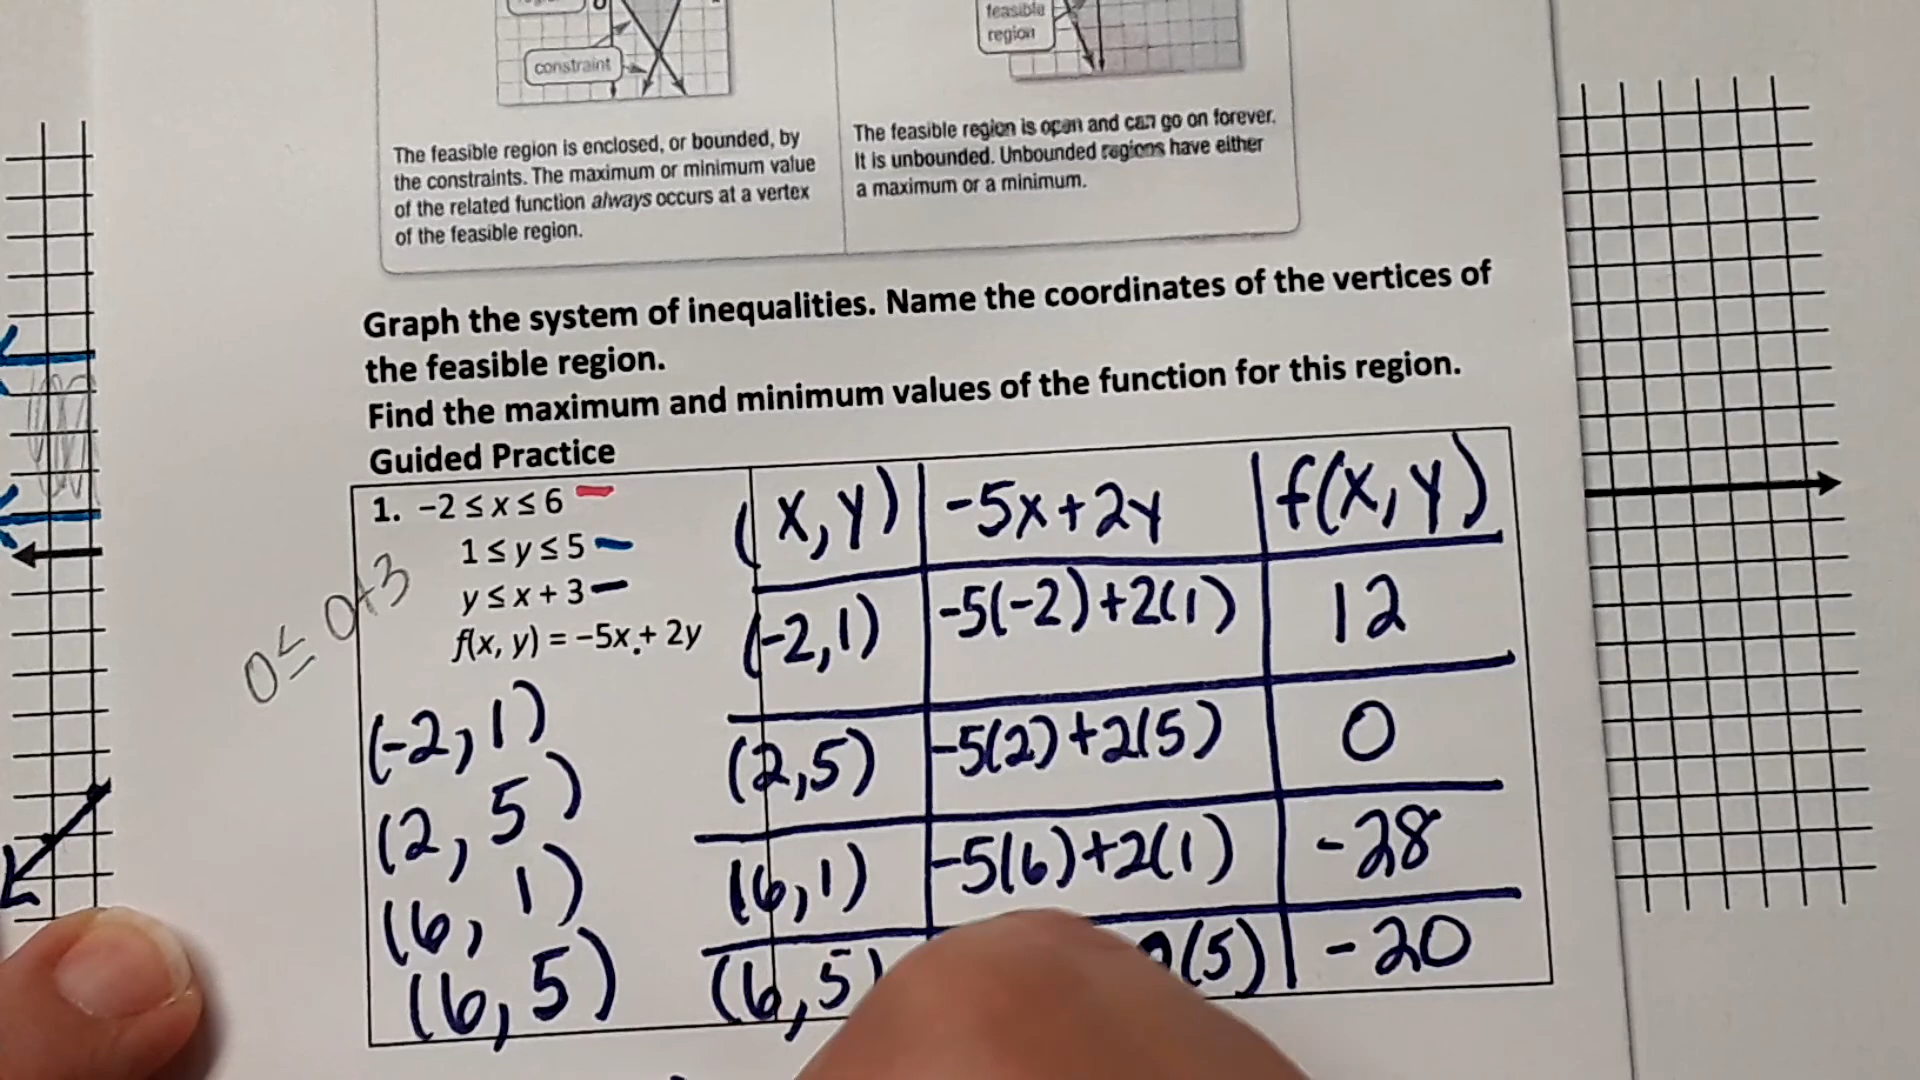 constraint
feasible
region
The feasible region is enclosed, or bounded, by
the constraints. The maximum or minimum value
of the related function always occurs at a vertex
of the feasible region.
The feasible region is open and can go on forever.
It is unbounded. Unbounded regions have either
a maximum or a minimum.
Graph the system of inequalities. Name the coordinates of the vertices of
the feasible region.
Find the maximum and minimum values of the function for this region.
Guided Practice
1. −2 ≤ x ≤ 6
1 ≤ y ≤ 5
y ≤ x + 3
f(x, y) = −5x + 2y
0 ≤ 0+3
(-2, 1)
(2, 5)
(6, 1)
(6, 5)
(x, y) -5x+2y f(x, y)
(-2, 1) -5(-2)+2(1) 12
(2,5) -5(2)+2(5) 0
(6,1) -5(6)+2(1) -28
(6,5) (5) -20